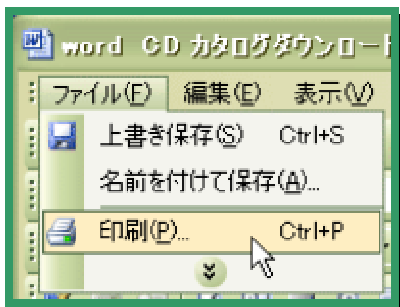 word CD カタログダウンロード
ファイル(F) 編集(E) 表示(V)
上書き保存(S) Ctrl+S
名前を付けて保存(A)...
印刷(P)... Ctrl+P